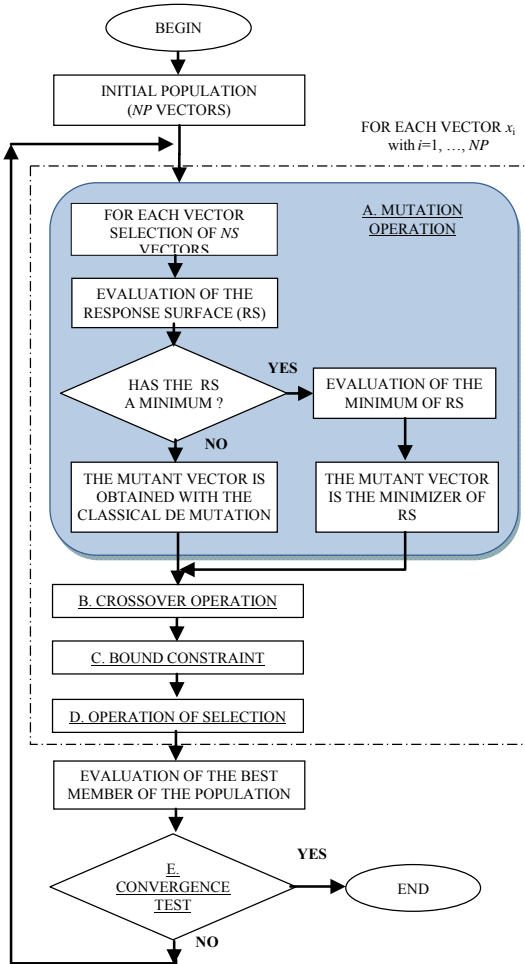 BEGIN
INITIAL POPULATION
(NP VECTORS)
FOR EACH VECTOR xi
with i=1, …, NP
A. MUTATION
OPERATION
FOR EACH VECTOR
SELECTION OF NS
VECTORS
EVALUATION OF THE
RESPONSE SURFACE (RS)
HAS THE RS
A MINIMUM ?
YES
EVALUATION OF THE
MINIMUM OF RS
NO
THE MUTANT VECTOR IS
OBTAINED WITH THE
CLASSICAL DE MUTATION
THE MUTANT VECTOR
IS THE MINIMIZER OF
RS
B. CROSSOVER OPERATION
C. BOUND CONSTRAINT
D. OPERATION OF SELECTION
EVALUATION OF THE BEST
MEMBER OF THE POPULATION
E.
CONVERGENCE
TEST
YES
END
NO